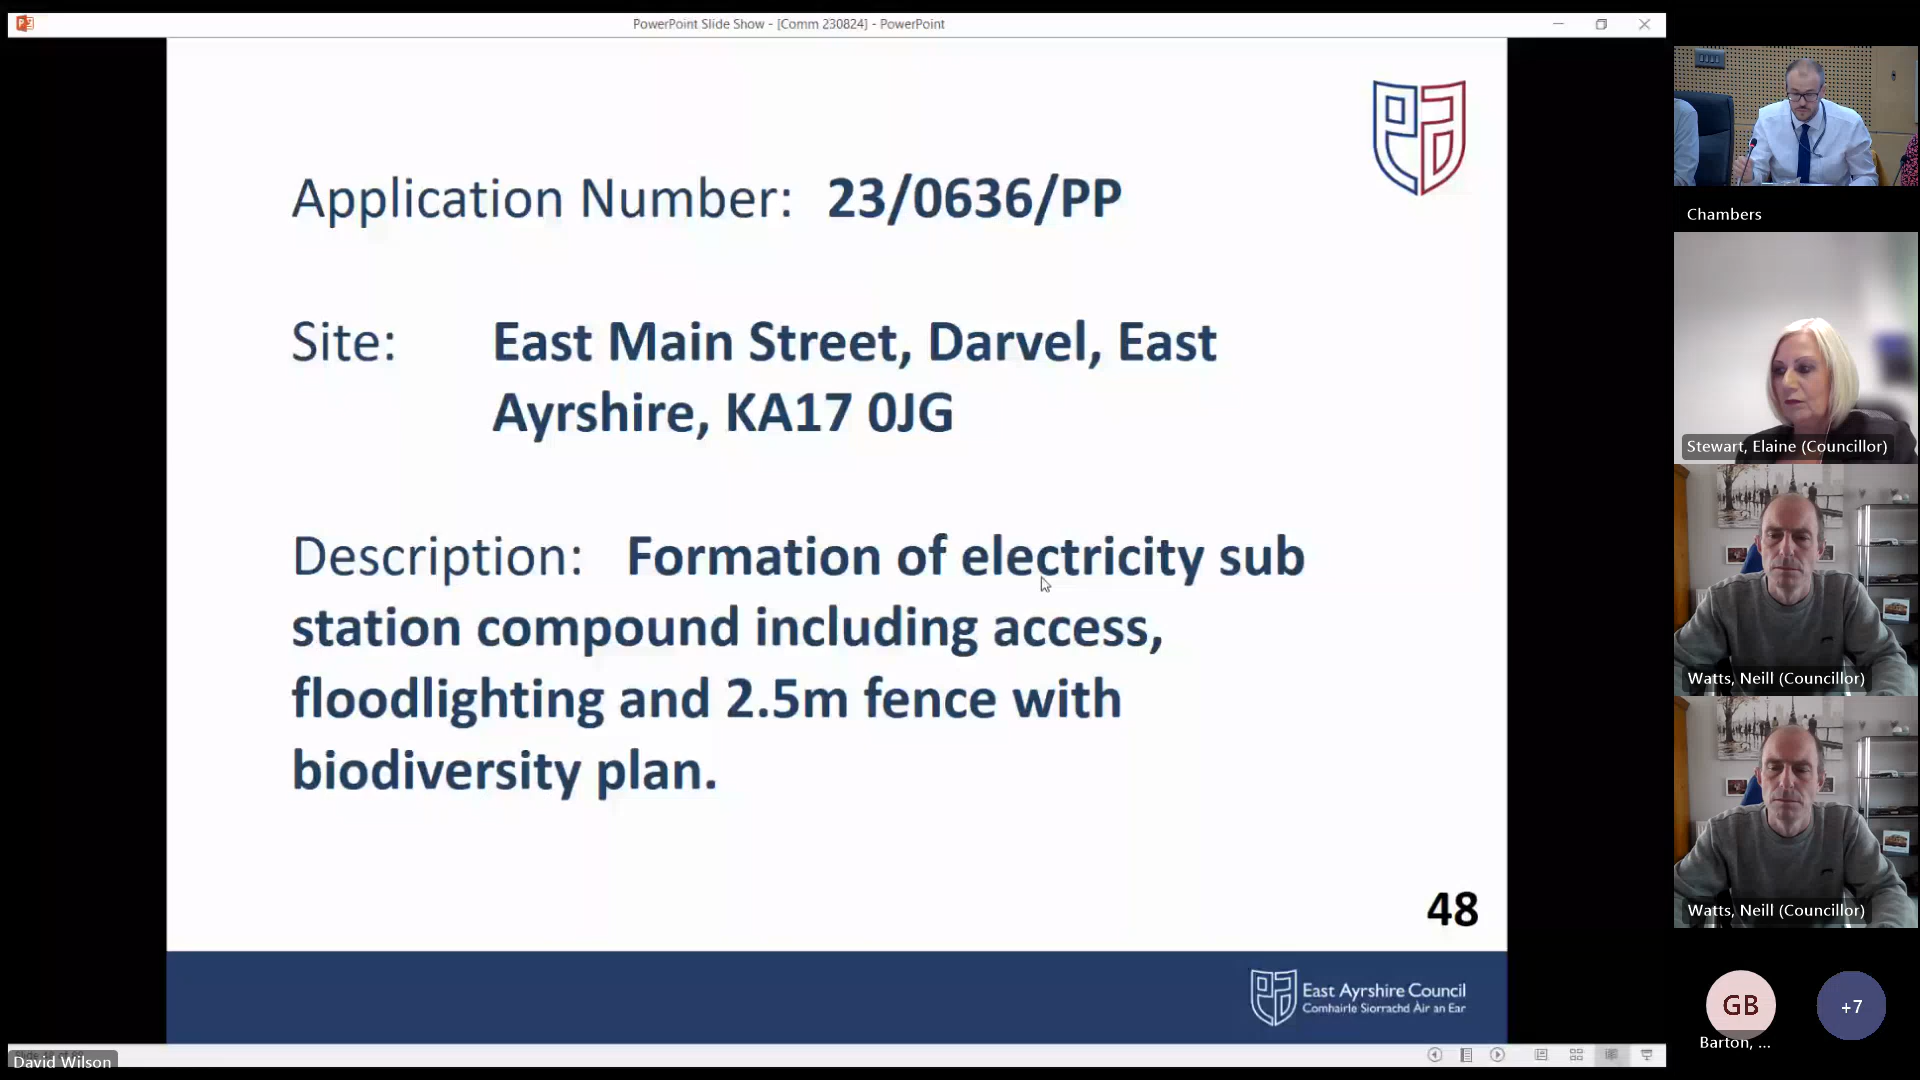 PowerPoint Slide Show - [Comm 230824] - PowerPoint
Application Number: 23/0636/PP
Site: East Main Street, Darvel, East
Ayrshire, KA17 0JG
Description: Formation of electricity sub
station compound including access,
floodlighting and 2.5m fence with
biodiversity plan.
48
East Ayrshire Council
Comhairle Siorrachd Àir an Ear
David Wilson
Chambers
Stewart, Elaine (Councillor)
Watts, Neill (Councillor)
Watts, Neill (Councillor)
GB
+7
Barton, ...